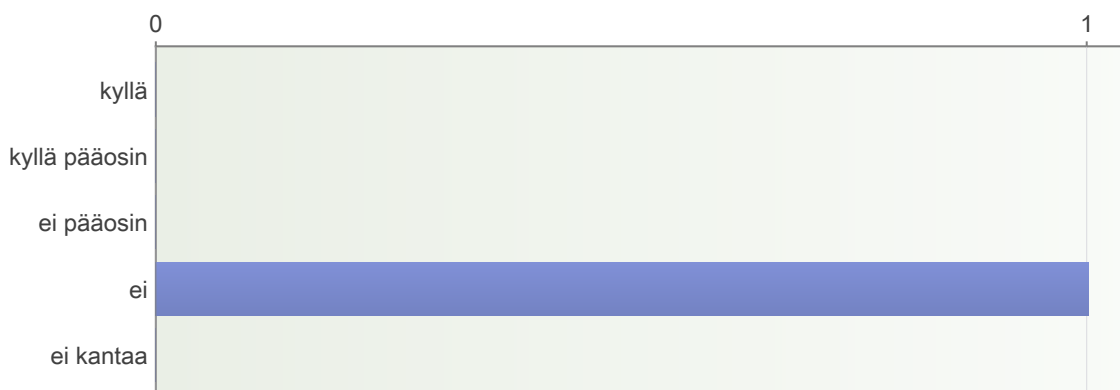 0 1
kyllä
kyllä pääosin
ei pääosin
ei
ei kantaa